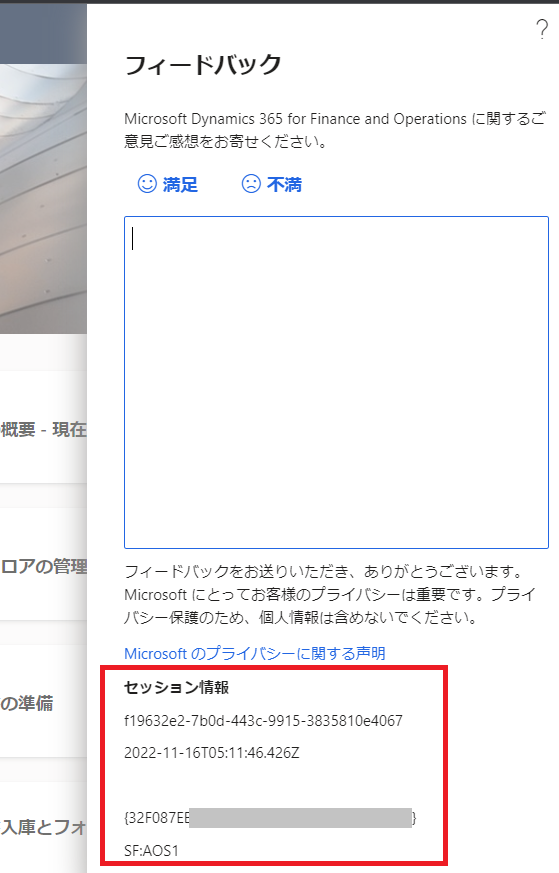 ?
フィードバック
Microsoft Dynamics 365 for Finance and Operations に関するご
意見ご感想をお寄せください。
満足
不満
概要 - 現在
ロアの管理
の準備
入庫とフォ
フィードバックをお送りいただき、ありがとうございます。
Microsoft にとってお客様のプライバシーは重要です。プライ
バシー保護のため、個人情報は含めないでください。
Microsoft のプライバシーに関する声明
セッション情報
f19632e2-7b0d-443c-9915-3835810e4067
2022-11-16T05:11:46.426Z
{32F087EE }
SF:AOS1